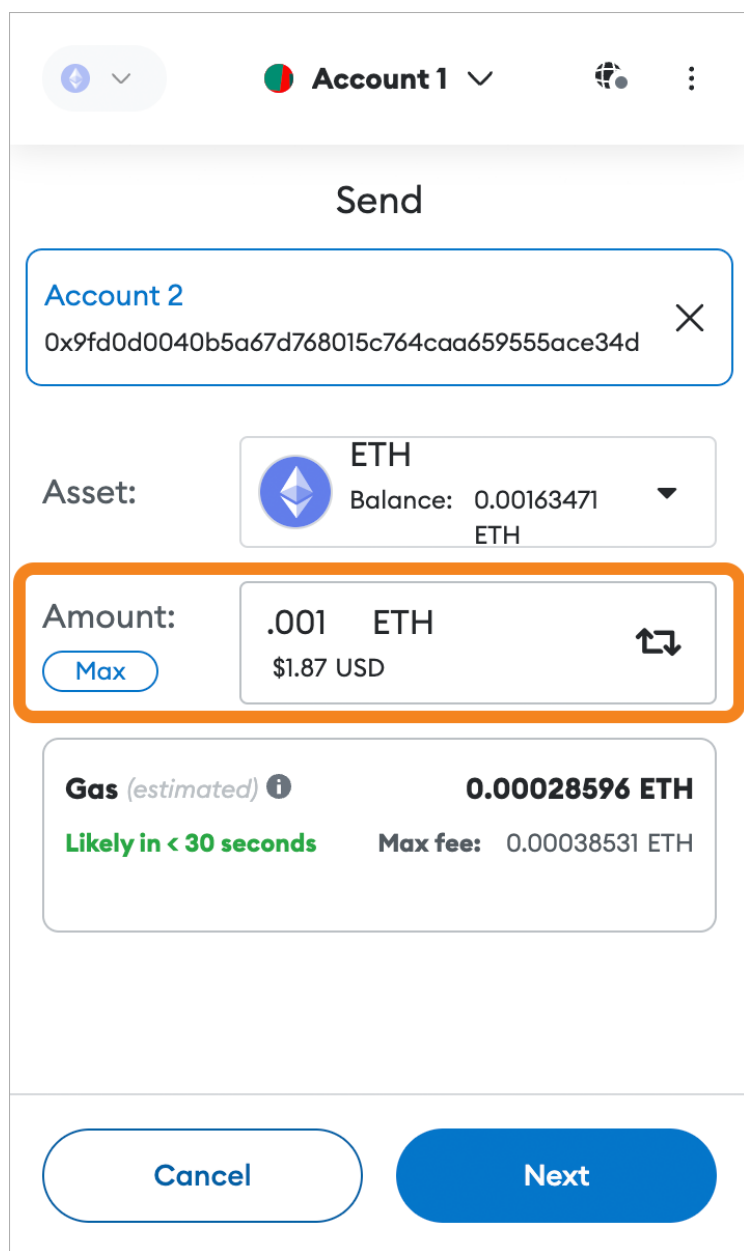 Account 1
Send
Account 2
0x9fd0d0040b5a67d768015c764caa659555ace34d
Asset:
ETH
Balance: 0.00163471
ETH
Amount:
.001 ETH
Max
$1.87 USD
Gas (estimated) 0.00028596 ETH
Likely in < 30 seconds Max fee: 0.00038531 ETH
Cancel Next